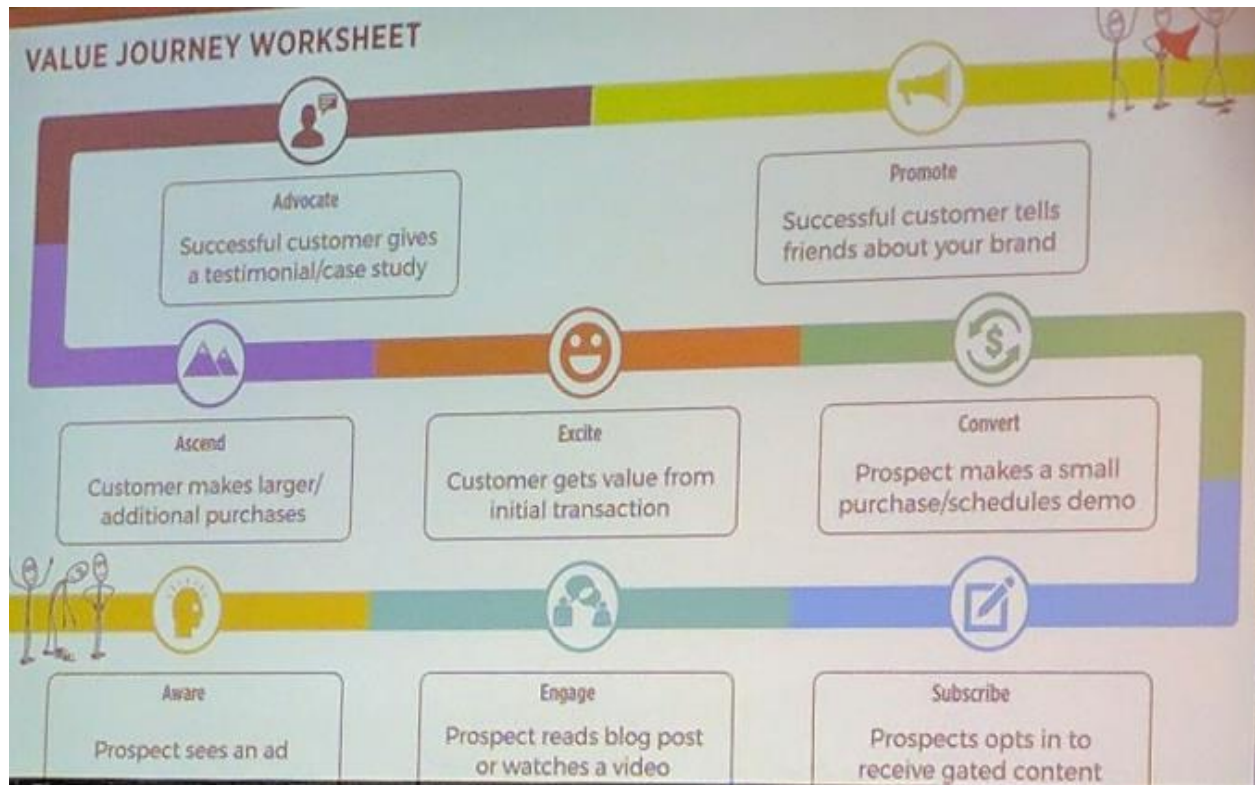 VALUE JOURNEY WORKSHEET
Advocate
Successful customer gives
a testimonial/case study
Promote
Successful customer tells
friends about your brand
Ascend
Customer makes larger/
additional purchases
Excite
Customer gets value from
initial transaction
Convert
Prospect makes a small
purchase/schedules demo
Aware
Prospect sees an ad
Engage
Prospect reads blog post
or watches a video
Subscribe
Prospects opts in to
receive gated content
$